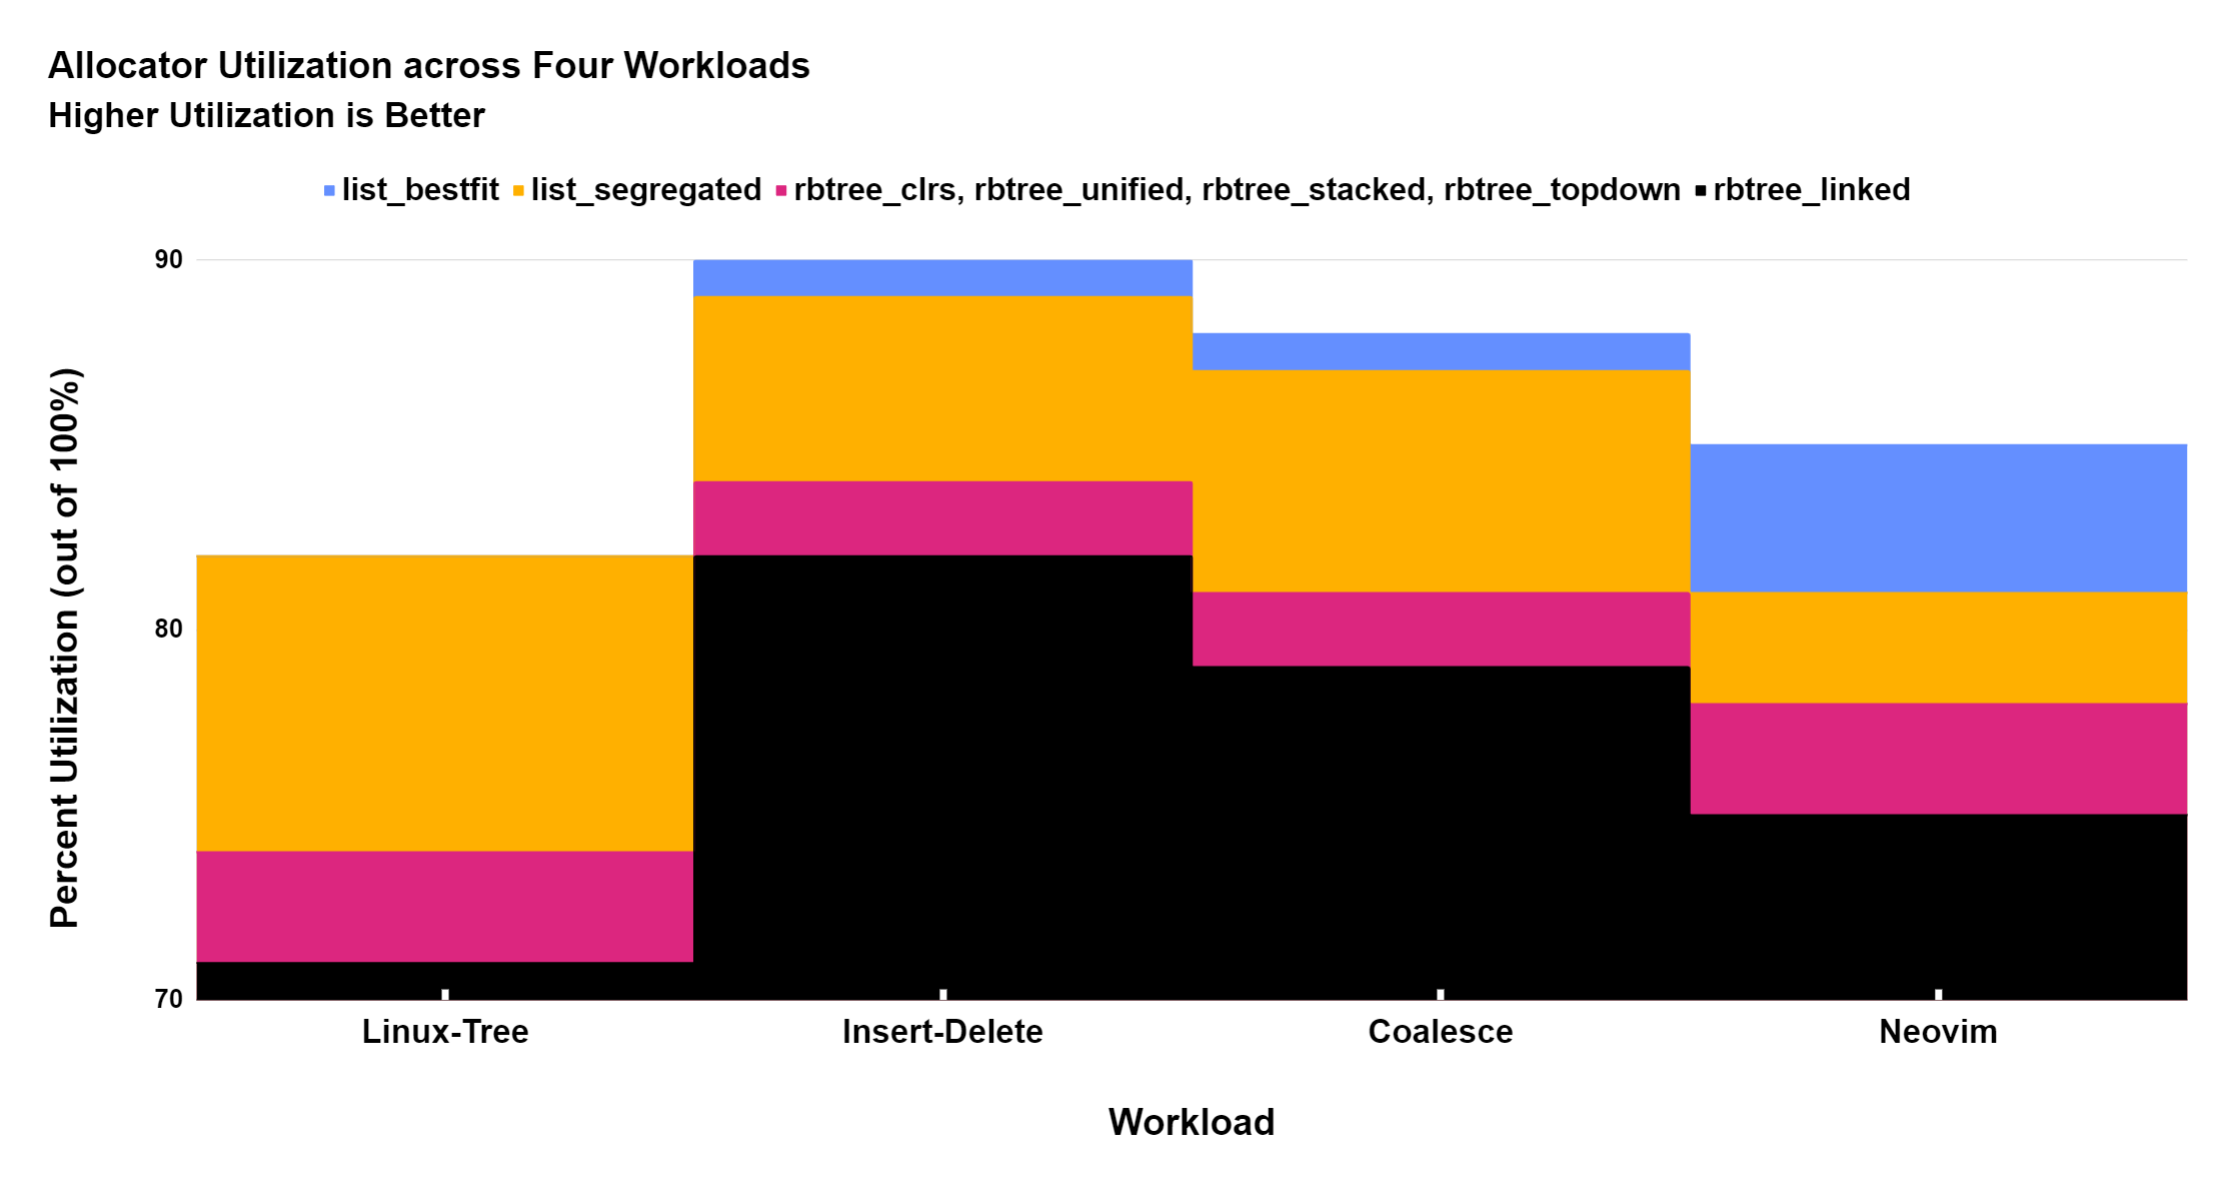 Allocator Utilization across Four Workloads
Higher Utilization is Better
list_bestfit list_segregated rbtree_clrs, rbtree_unified, rbtree_stacked, rbtree_topdown rbtree_linked
Percent Utilization (out of 100%)
90
80
70
Linux-Tree Insert-Delete Coalesce Neovim
Workload